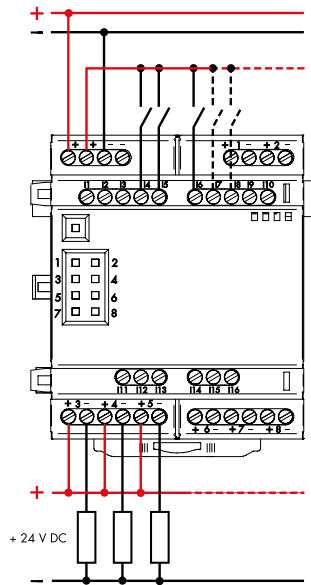 +
−
+ + − −
+ 1 − + 2 −
I1 I2 I3 I4 I5 I6 I7 I8 I9 I10
1 2
3 4
5 6
7 8
I11 I12 I13 I14 I15 I16
+ 3 − + 4 − + 5 −
+ 6 − + 7 − + 8 −
+
+ 24 V DC
−